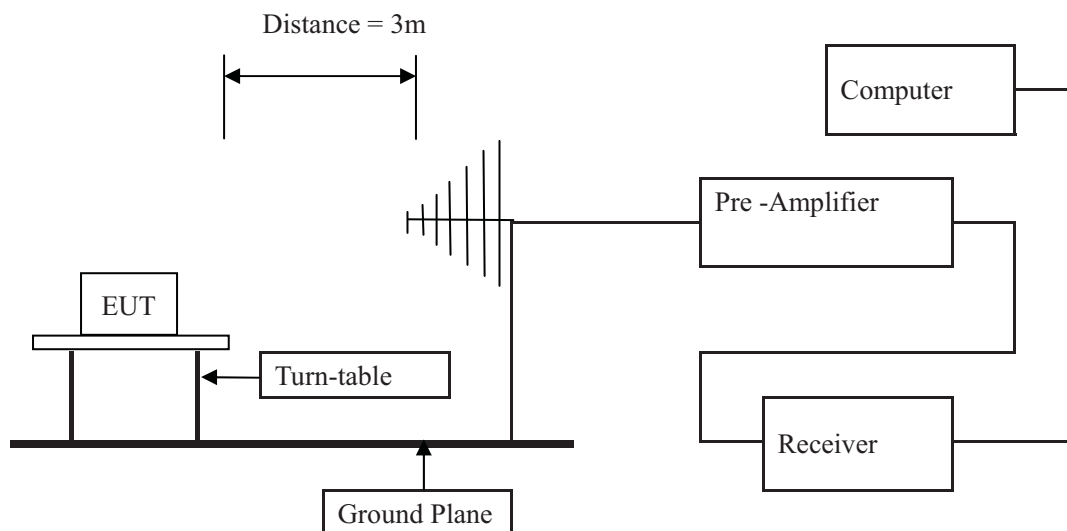 Distance = 3m
Computer
Pre -Amplifier
EUT
Turn-table
Receiver
Ground Plane